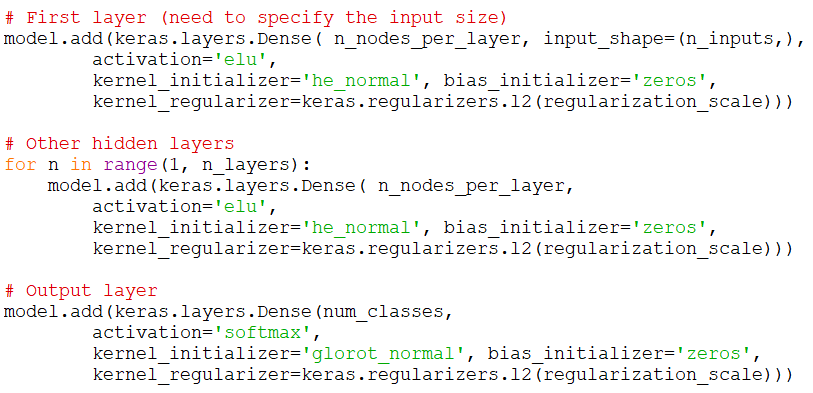 # First layer (need to specify the input size)
model.add(keras.layers.Dense( n_nodes_per_layer, input_shape=(n_inputs,),
        activation='elu',
        kernel_initializer='he_normal', bias_initializer='zeros',
        kernel_regularizer=keras.regularizers.l2(regularization_scale)))

# Other hidden layers
for n in range(1, n_layers):
    model.add(keras.layers.Dense( n_nodes_per_layer,
        activation='elu',
        kernel_initializer='he_normal', bias_initializer='zeros',
        kernel_regularizer=keras.regularizers.l2(regularization_scale)))

# Output layer
model.add(keras.layers.Dense(num_classes,
        activation='softmax',
        kernel_initializer='glorot_normal', bias_initializer='zeros',
        kernel_regularizer=keras.regularizers.l2(regularization_scale)))